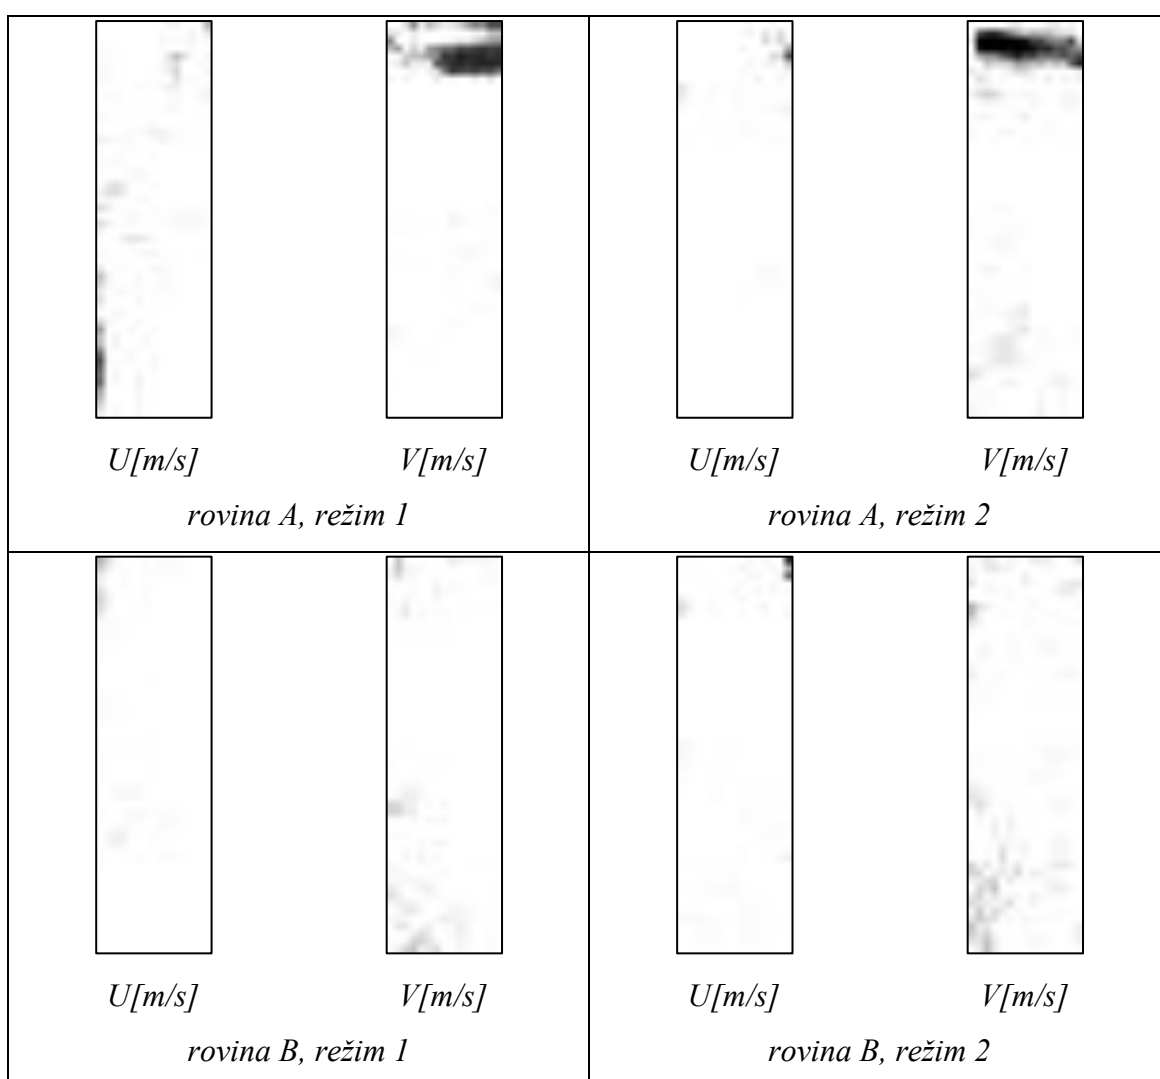 U[m/s] V[m/s]
rovina A, režim 1
U[m/s] V[m/s]
rovina A, režim 2
U[m/s] V[m/s]
rovina B, režim 1
U[m/s] V[m/s]
rovina B, režim 2